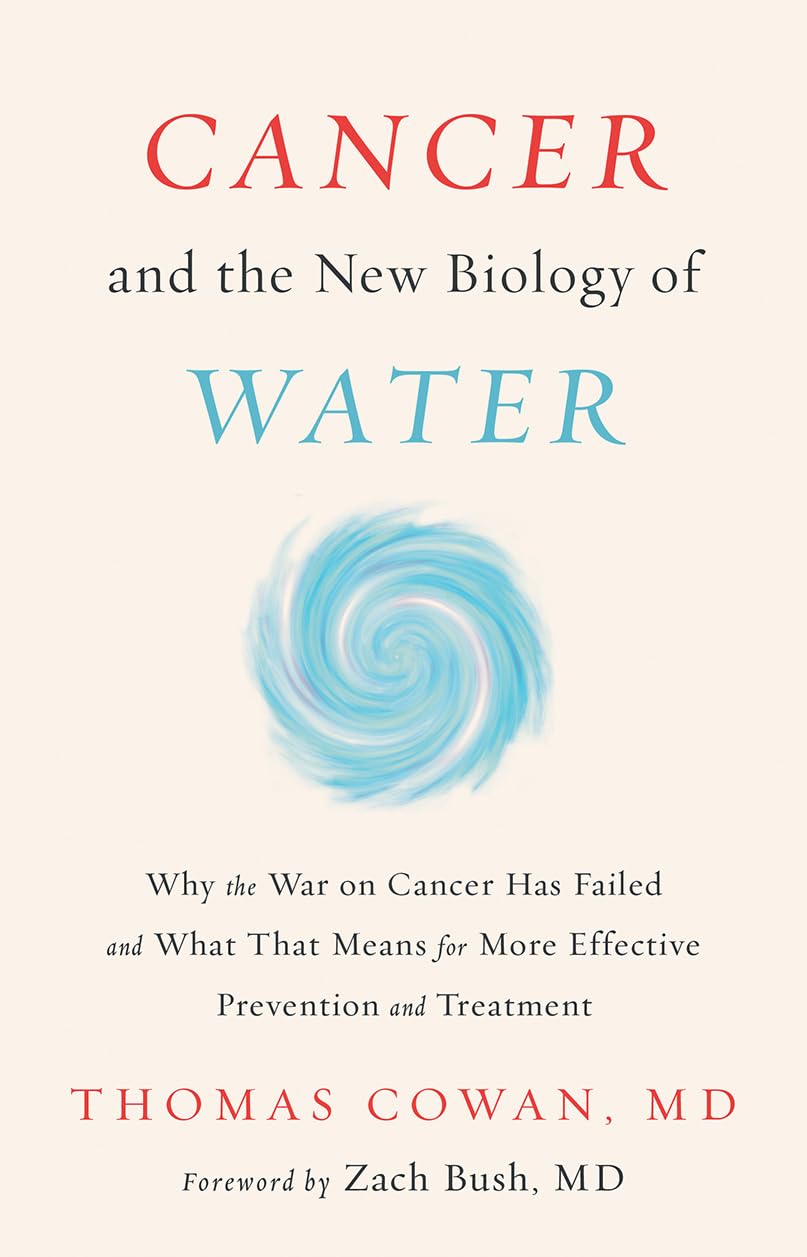 CANCER
and the New Biology of
WATER
Why the War on Cancer Has Failed
and What That Means for More Effective
Prevention and Treatment
THOMAS COWAN, MD
Foreword by Zach Bush, MD